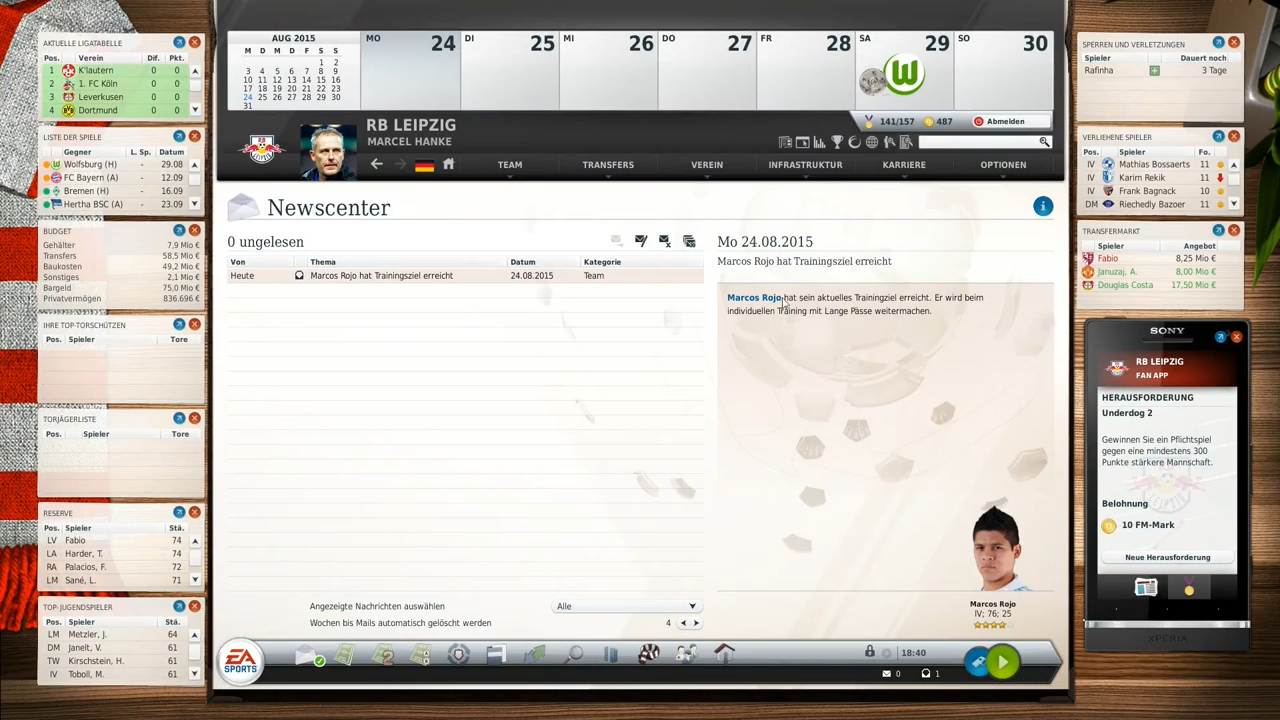 AKTUELLE LIGATABELLE
Pos. Verein Dif. Pkt.
1 K'lautern 0 0
2 1. FC Köln 0 0
3 Leverkusen 0 0
4 Dortmund 0 0
LISTE DER SPIELE
Gegner L. Sp. Datum
Wolfsburg (H) - 29.08
FC Bayern (A) - 12.09
Bremen (H) - 16.09
Hertha BSC (A) - 23.09
BUDGET
Gehälter 7,9 Mio €
Transfers 58,5 Mio €
Baukosten 49,2 Mio €
Sonstiges 2,1 Mio €
Bargeld 75,0 Mio €
Privatvermögen 836.696 €
IHRE TOP-TORSCHÜTZEN
Pos. Spieler Tore
TORJÄGERLISTE
Pos. Spieler Tore
RESERVE
Pos. Spieler Stä.
LV Fabio 74
LA Harder, T. 74
RA Palacios, F. 72
LM Sané, L. 71
TOP-JUGENDSPIELER
Pos. Spieler Stä.
LM Metzler, J. 64
DM Janelt, V. 61
TW Kirschstein, H. 61
IV Toboll, M. 61
AUG 2015
M D M D F S S
1 2
3 4 5 6 7 8 9
10 11 12 13 14 15 16
17 18 19 20 21 22 23
24 25 26 27 28 29 30
31
MO 24
DI 25
MI 26
DO 27
FR 28
SA 29
SO 30
141/157 487 Abmelden
RB LEIPZIG
MARCEL HANKE
TEAM TRANSFERS VEREIN INFRASTRUKTUR KARRIERE OPTIONEN
Newscenter
0 ungelesen
Von Thema Datum Kategorie
Heute Marcos Rojo hat Trainingsziel erreicht 24.08.2015 Team
Mo 24.08.2015
Marcos Rojo hat Trainingsziel erreicht
Marcos Rojo hat sein aktuelles Trainingziel erreicht. Er wird beim
individuellen Training mit Lange Pässe weitermachen.
Marcos Rojo
IV; 76; 25
Angezeigte Nachrichten auswählen Alle
Wochen bis Mails automatisch gelöscht werden 4
EA
SPORTS
18:40
0 1
SPERREN UND VERLETZUNGEN
Spieler Dauert noch
Rafinha 3 Tage
VERLIEHENE SPIELER
Pos. Spieler Fo.
IV Mathias Bossaerts 11
IV Karim Rekik 11
IV Frank Bagnack 10
DM Riechedly Bazoer 11
TRANSFERMARKT
Spieler Angebot
Fabio 8,25 Mio €
Januzaj, A. 8,00 Mio €
Douglas Costa 17,50 Mio €
SONY
RB LEIPZIG
FAN APP
HERAUSFORDERUNG
Underdog 2
Gewinnen Sie ein Pflichtspiel
gegen eine mindestens 300
Punkte stärkere Mannschaft.
Belohnung
10 FM-Mark
Neue Herausforderung
XPERIA